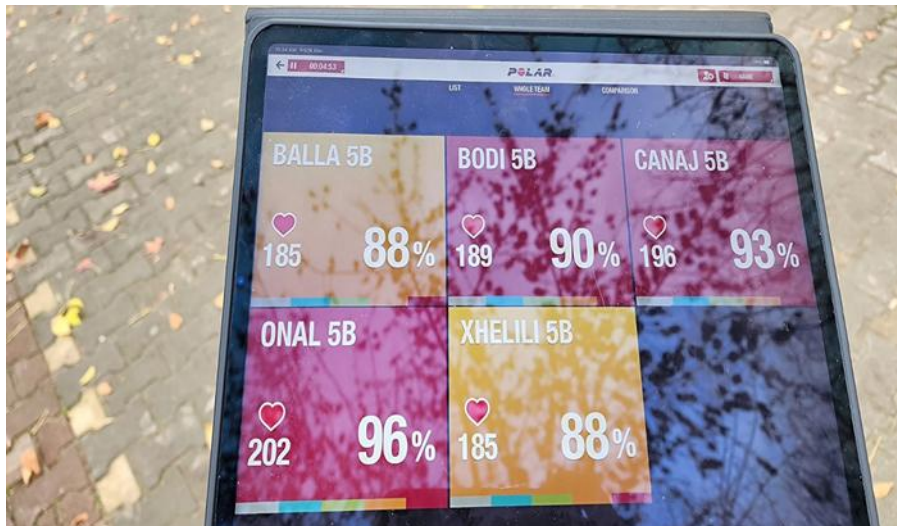 00:04:53
POLAR
LIST WHOLE TEAM COMPARISON
BALLA 5B
185 88%
BODI 5B
189 90%
CANAJ 5B
196 93%
ONAL 5B
202 96%
XHELILI 5B
185 88%